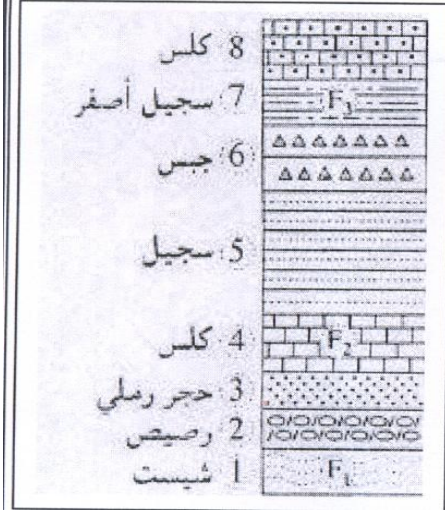 8 كلس
7 سجيل أصفر
F3
6 جبس
5 سجيل
4 كلس
F2
3 حجر رملي
2 رصيص
1 شيست
F1